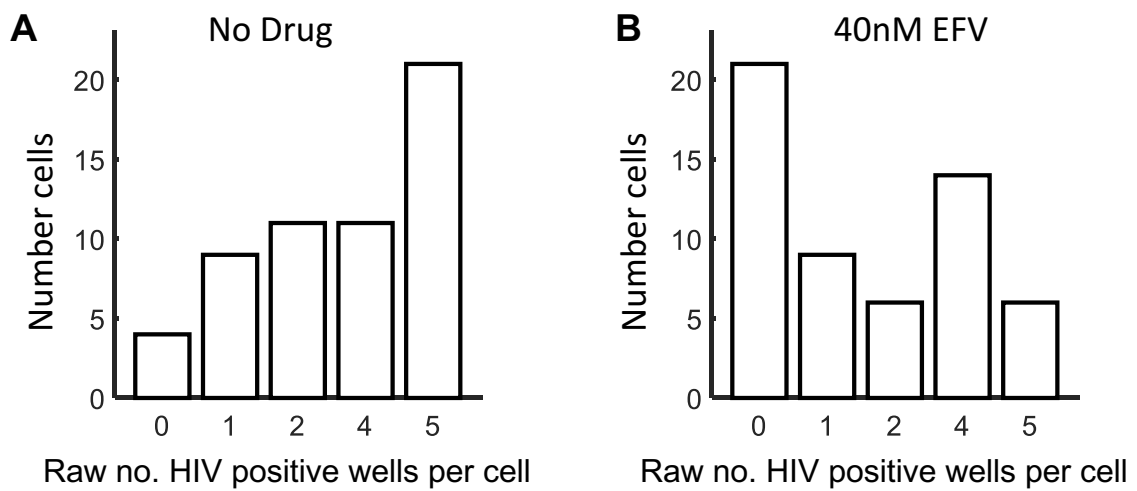 A
No Drug
Number cells
20
15
10
5
0
0 1 2 4 5
Raw no. HIV positive wells per cell
B
40nM EFV
Number cells
20
15
10
5
0
0 1 2 4 5
Raw no. HIV positive wells per cell